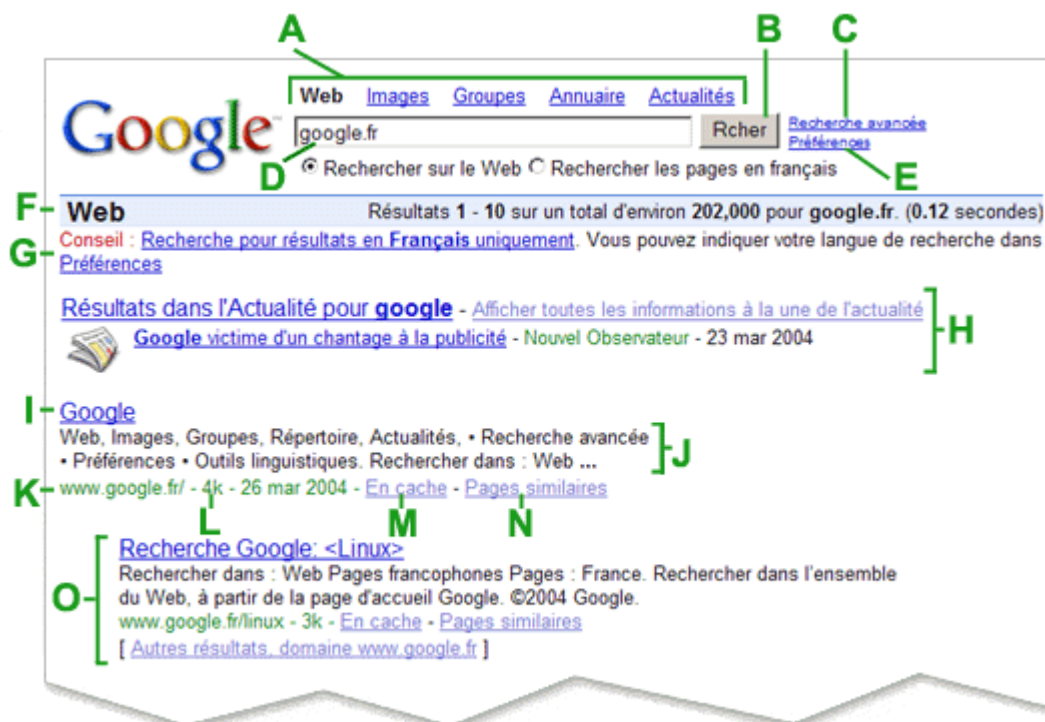 A B C
Web Images Groupes Annuaire Actualités
Google™
google.fr Rcher Recherche avancée
Préférences
D Rechercher sur le Web Rechercher les pages en français E
F Web Résultats 1 - 10 sur un total d'environ 202,000 pour google.fr. (0.12 secondes)
G Conseil : Recherche pour résultats en Français uniquement. Vous pouvez indiquer votre langue de recherche dans
Préférences
Résultats dans l'Actualité pour google - Afficher toutes les informations à la une de l'actualité
Google victime d'un chantage à la publicité - Nouvel Observateur - 23 mar 2004 H
I Google
Web, Images, Groupes, Répertoire, Actualités, • Recherche avancée
• Préférences • Outils linguistiques. Rechercher dans : Web ... J
K www.google.fr/ - 4k - 26 mar 2004 - En cache - Pages similaires
L M N
Recherche Google: <Linux>
Rechercher dans : Web Pages francophones Pages : France. Rechercher dans l'ensemble
O du Web, à partir de la page d'accueil Google. ©2004 Google.
www.google.fr/linux - 3k - En cache - Pages similaires
[ Autres résultats, domaine www.google.fr ]